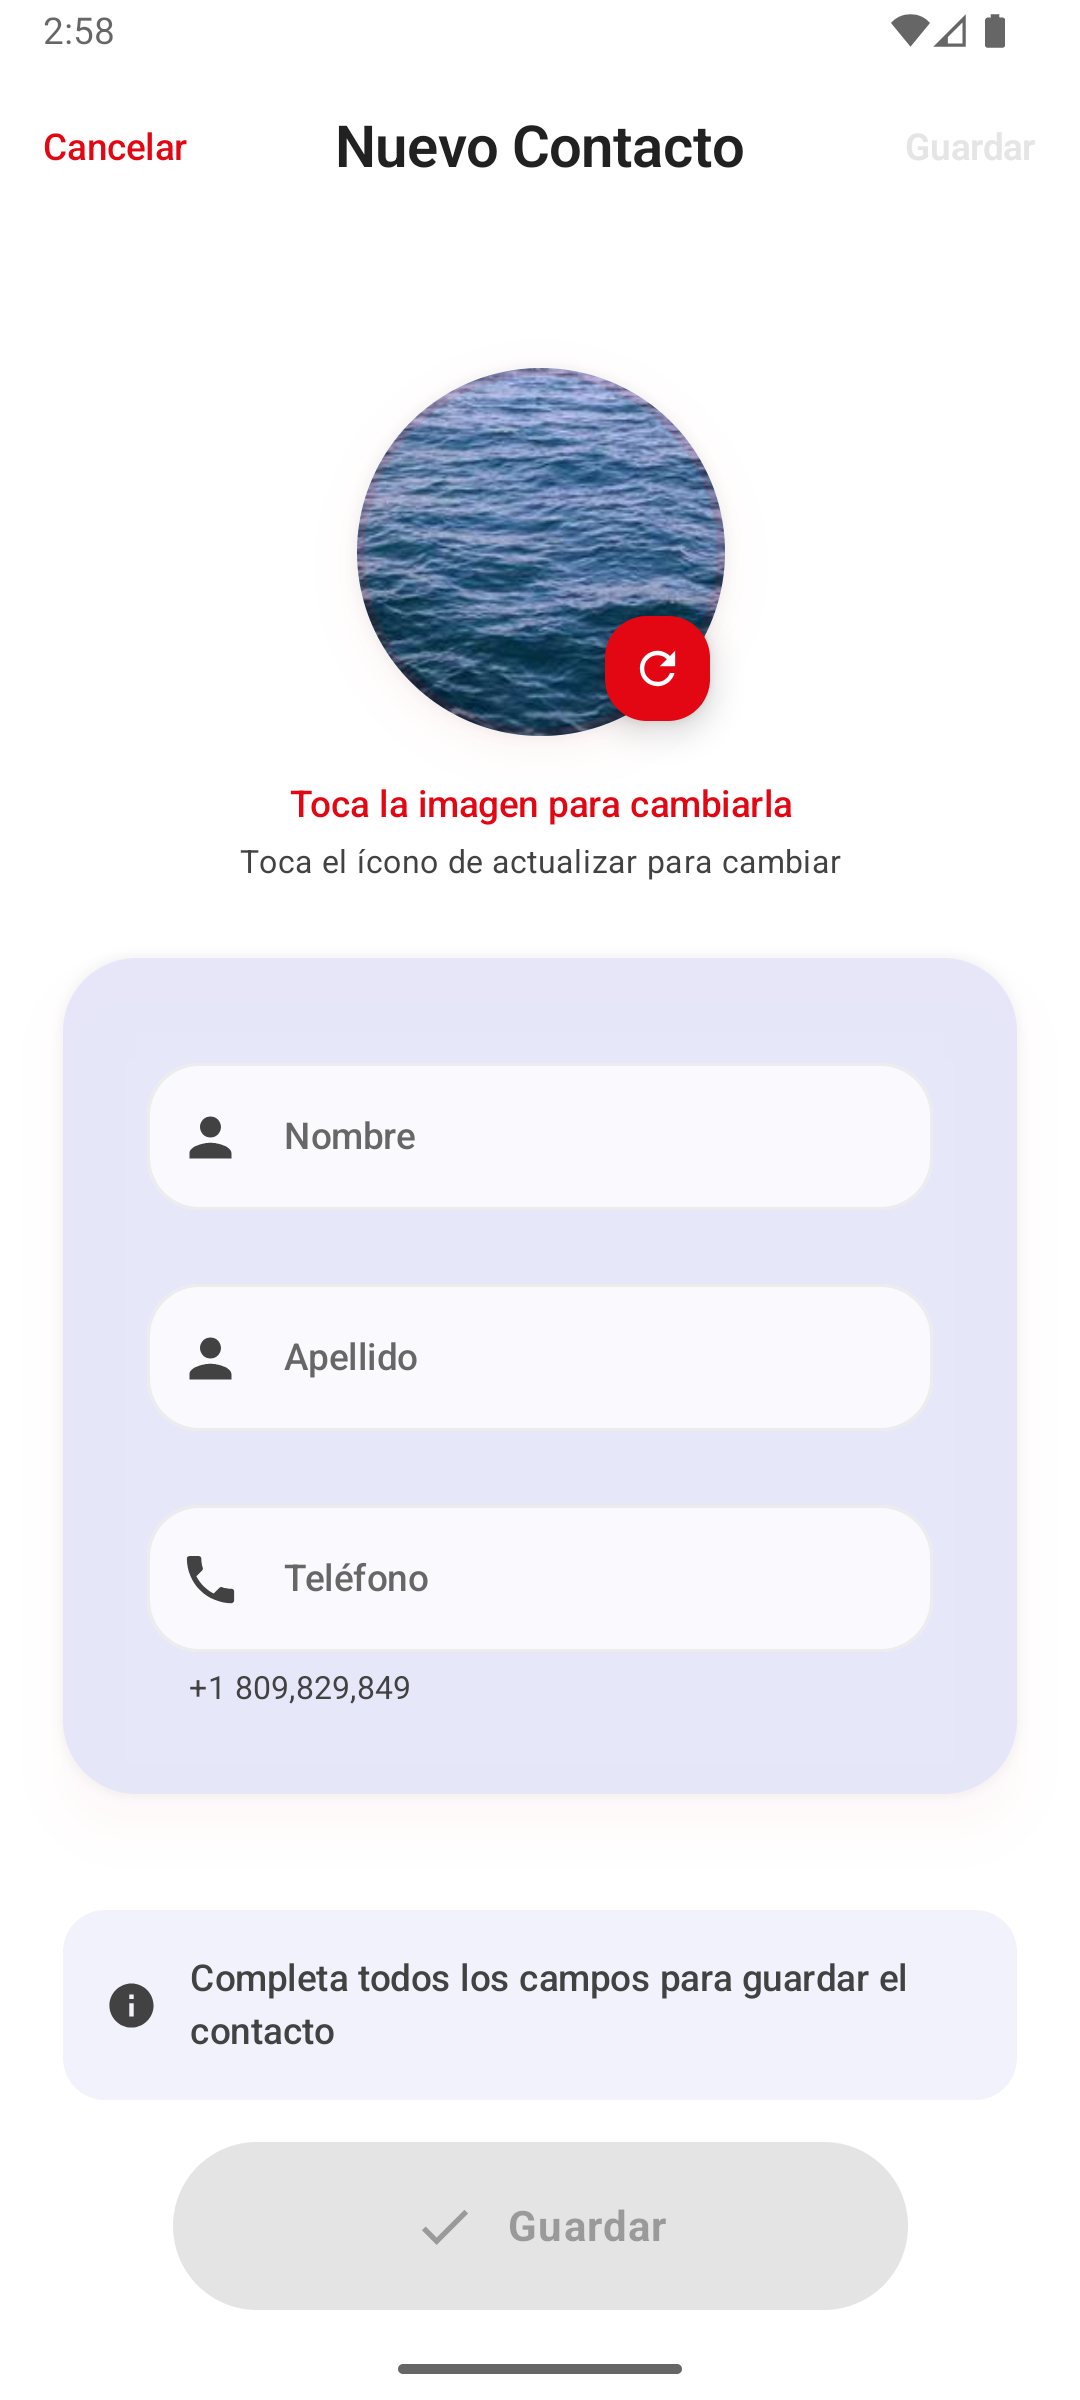 2:58
Cancelar
Nuevo Contacto
Guardar
Toca la imagen para cambiarla
Toca el ícono de actualizar para cambiar
Nombre
Apellido
Teléfono
+1 809,829,849
Completa todos los campos para guardar el
contacto
Guardar